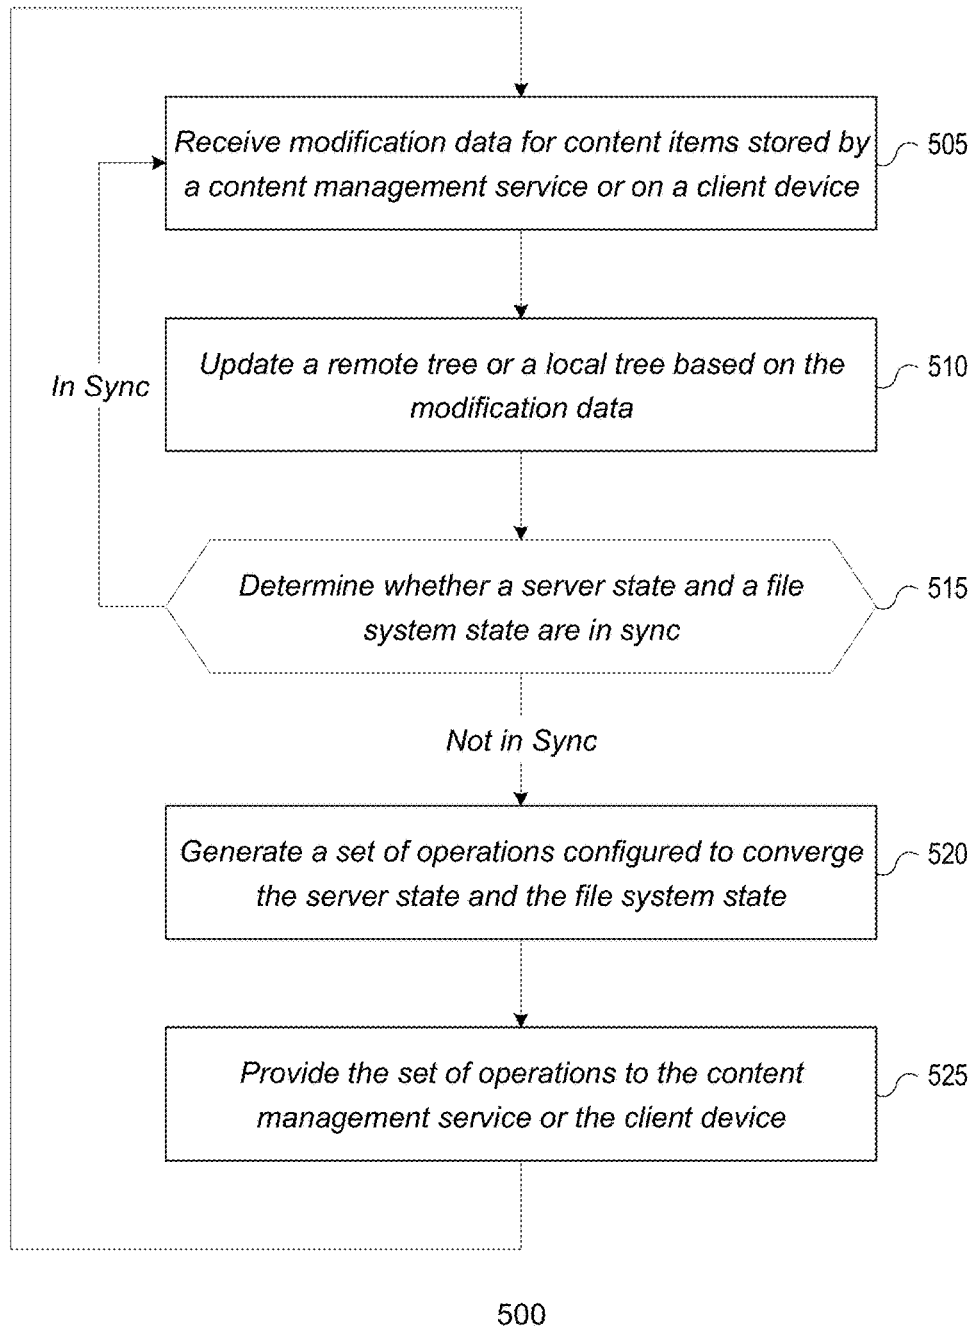 Receive modification data for content items stored by
a content management service or on a client device
505
Update a remote tree or a local tree based on the
modification data
510
In Sync
Determine whether a server state and a file
system state are in sync
515
Not in Sync
Generate a set of operations configured to converge
the server state and the file system state
520
Provide the set of operations to the content
management service or the client device
525
500